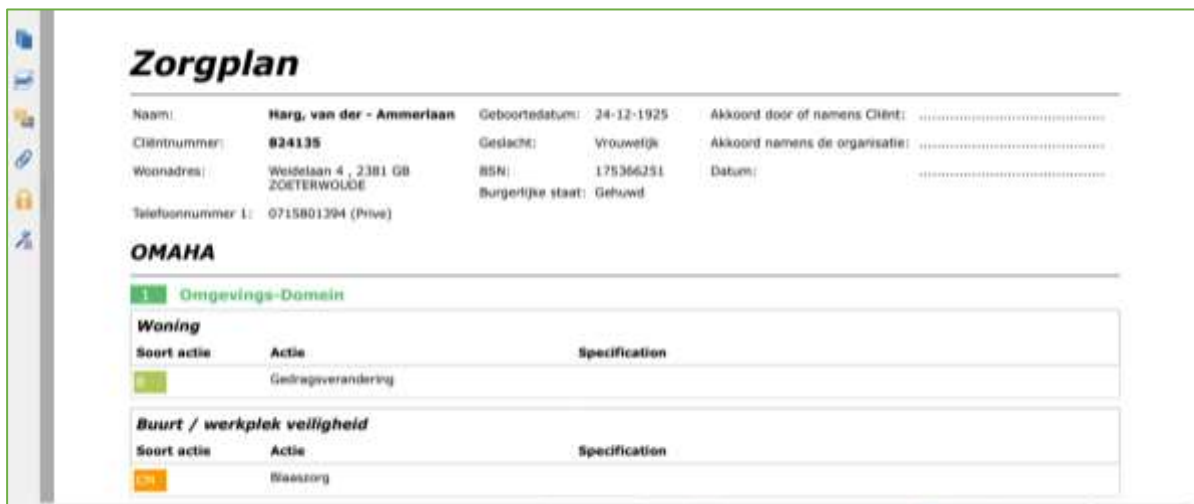 Zorgplan
Naam: Harg, van der - Ammerlaan Geboortedatum: 24-12-1925 Akkoord door of namens Cliënt: ........................................
Cliëntnummer: 824135 Geslacht: Vrouwelijk Akkoord namens de organisatie: ........................................
Woonadres: Weidelaan 4 , 2381 GB BSN: 175366251 Datum: ........................................
ZOETERWOUDE Burgerlijke staat: Gehuwd
Telefoonnummer 1: 0715801394 (Prive)
OMAHA
1 Omgevings-Domein
Woning
Soort actie Actie Specification
Gedragsverandering
Buurt / werkplek veiligheid
Soort actie Actie Specification
CM Blaaszorg